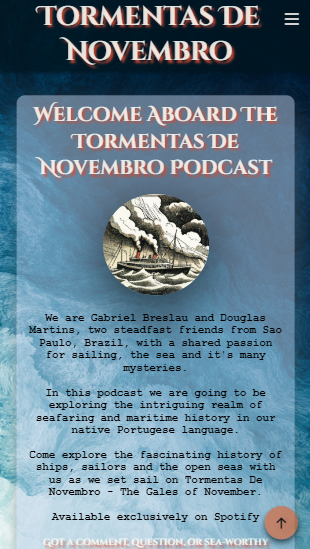 Tormentas De
Novembro
Welcome Aboard The
Tormentas De
Novembro Podcast
We are Gabriel Breslau and Douglas
Martins, two steadfast friends from Sao
Paulo, Brazil, with a shared passion
for sailing, the sea and it's many
mysteries.
In this podcast we are going to be
exploring the intriguing realm of
seafaring and maritime history in our
native Portugese language.
Come explore the fascinating history of
ships, sailors and the open seas with
us as we set sail on Tormentas De
Novembro - The Gales of November.
Available exclusively on Spotify
Got a comment, question, or sea-worthy